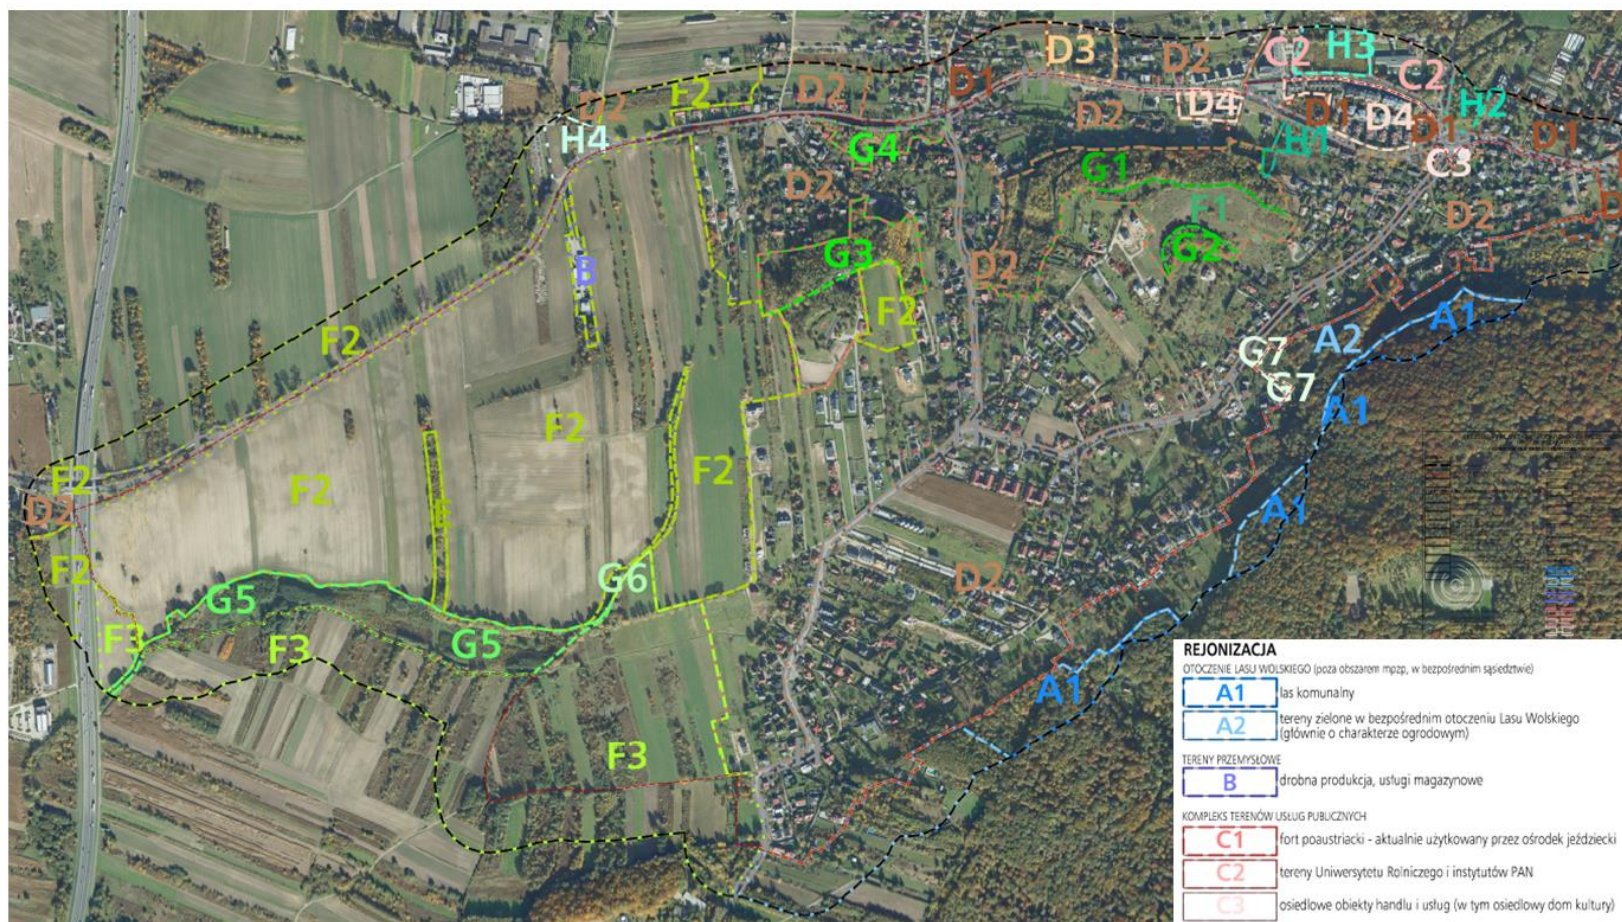 D3
D2
C2
H3
C2
D2
F2
D2
D1
D2
D4
D1
D4
D1
H2
D1
H4
G4
H1
C3
D2
G1
F1
D2
G3
D2
G2
B
F2
F2
A2
A1
G7
G7
A1
F2
F2
F2
F2
D2
E
A1
F2
G6
D2
G5
F3
F3
G5
A1
F3
REJONIZACJA
OTOCZENIE LASU WOLSKIEGO (poza obszarem mpzp, w bezpośrednim sąsiedztwie)
A1 las komunalny
A2 tereny zielone w bezpośrednim otoczeniu Lasu Wolskiego
(głównie o charakterze ogrodowym)
TERENY PRZEMYSŁOWE
B drobna produkcja, usługi magazynowe
KOMPLEKS TERENÓW USŁUG PUBLICZNYCH
C1 fort poaustriacki - aktualnie użytkowany przez ośrodek jeździecki
C2 tereny Uniwersytetu Rolniczego i instytutów PAN
C3 osiedlowe obiekty handlu i usług (w tym osiedlowy dom kultury)